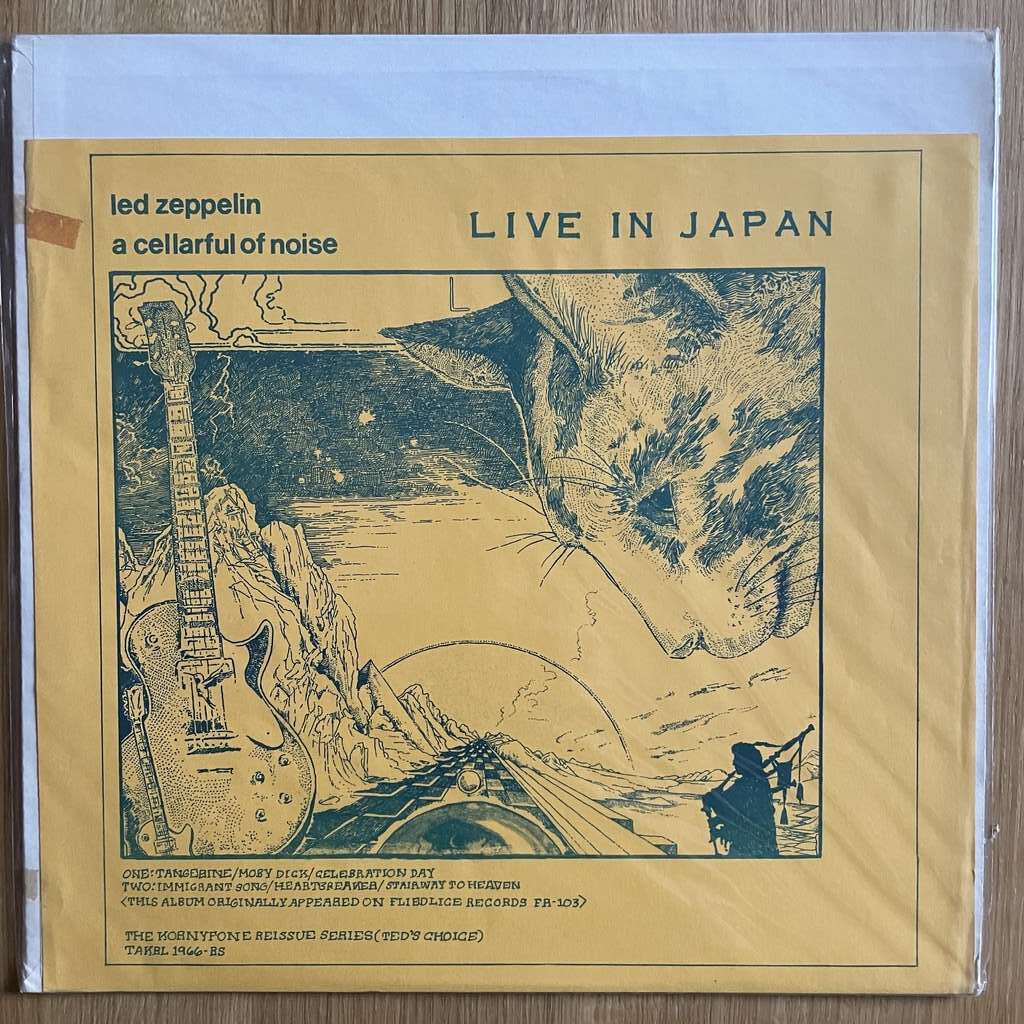 led zeppelin
a cellarful of noise
LIVE IN JAPAN
ONE: TANGERINE/MOBY DICK/CELEBRATION DAY
TWO: IMMIGRANT SONG/HEARTBREAKER/STAIRWAY TO HEAVEN
<THIS ALBUM ORIGINALLY APPEARED ON FLIEDLICE RECORDS FR-103>
THE KORNYFONE REISSUE SERIES (TED'S CHOICE)
TAKRL 1966-BS